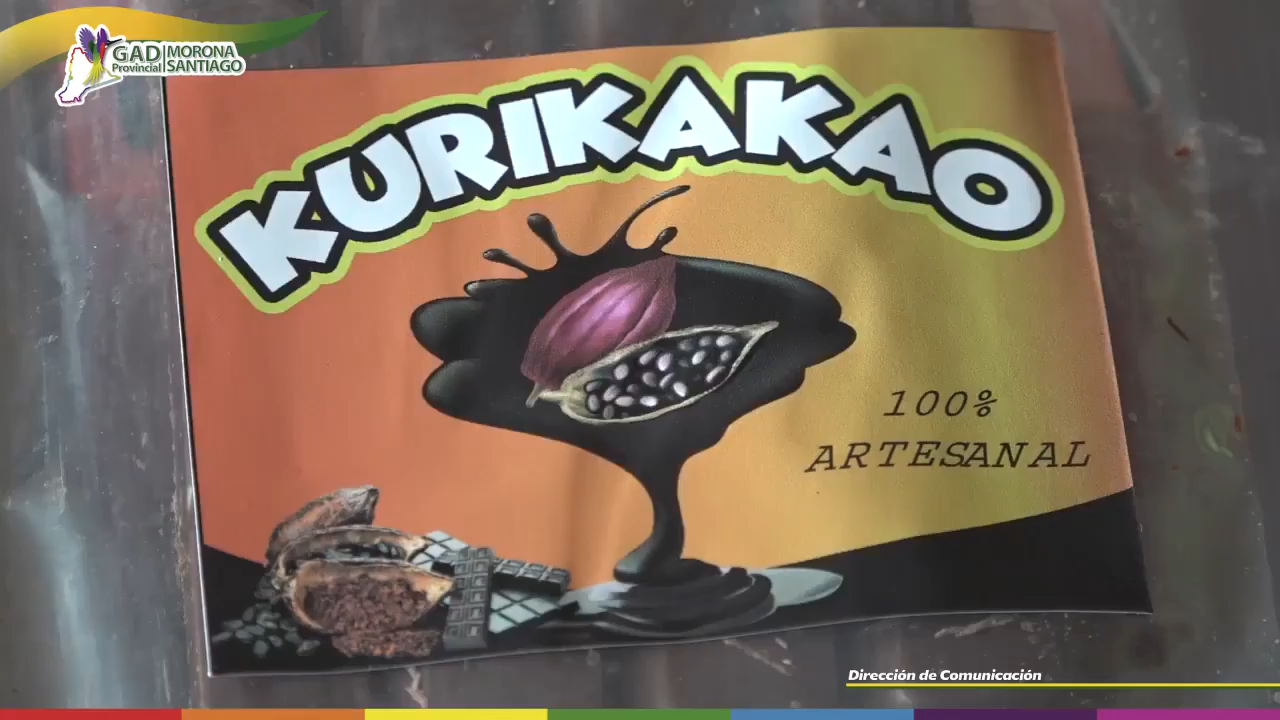 GAD MORONA
Provincial SANTIAGO
KURIKAKAO
100%
ARTESANAL
Dirección de Comunicación